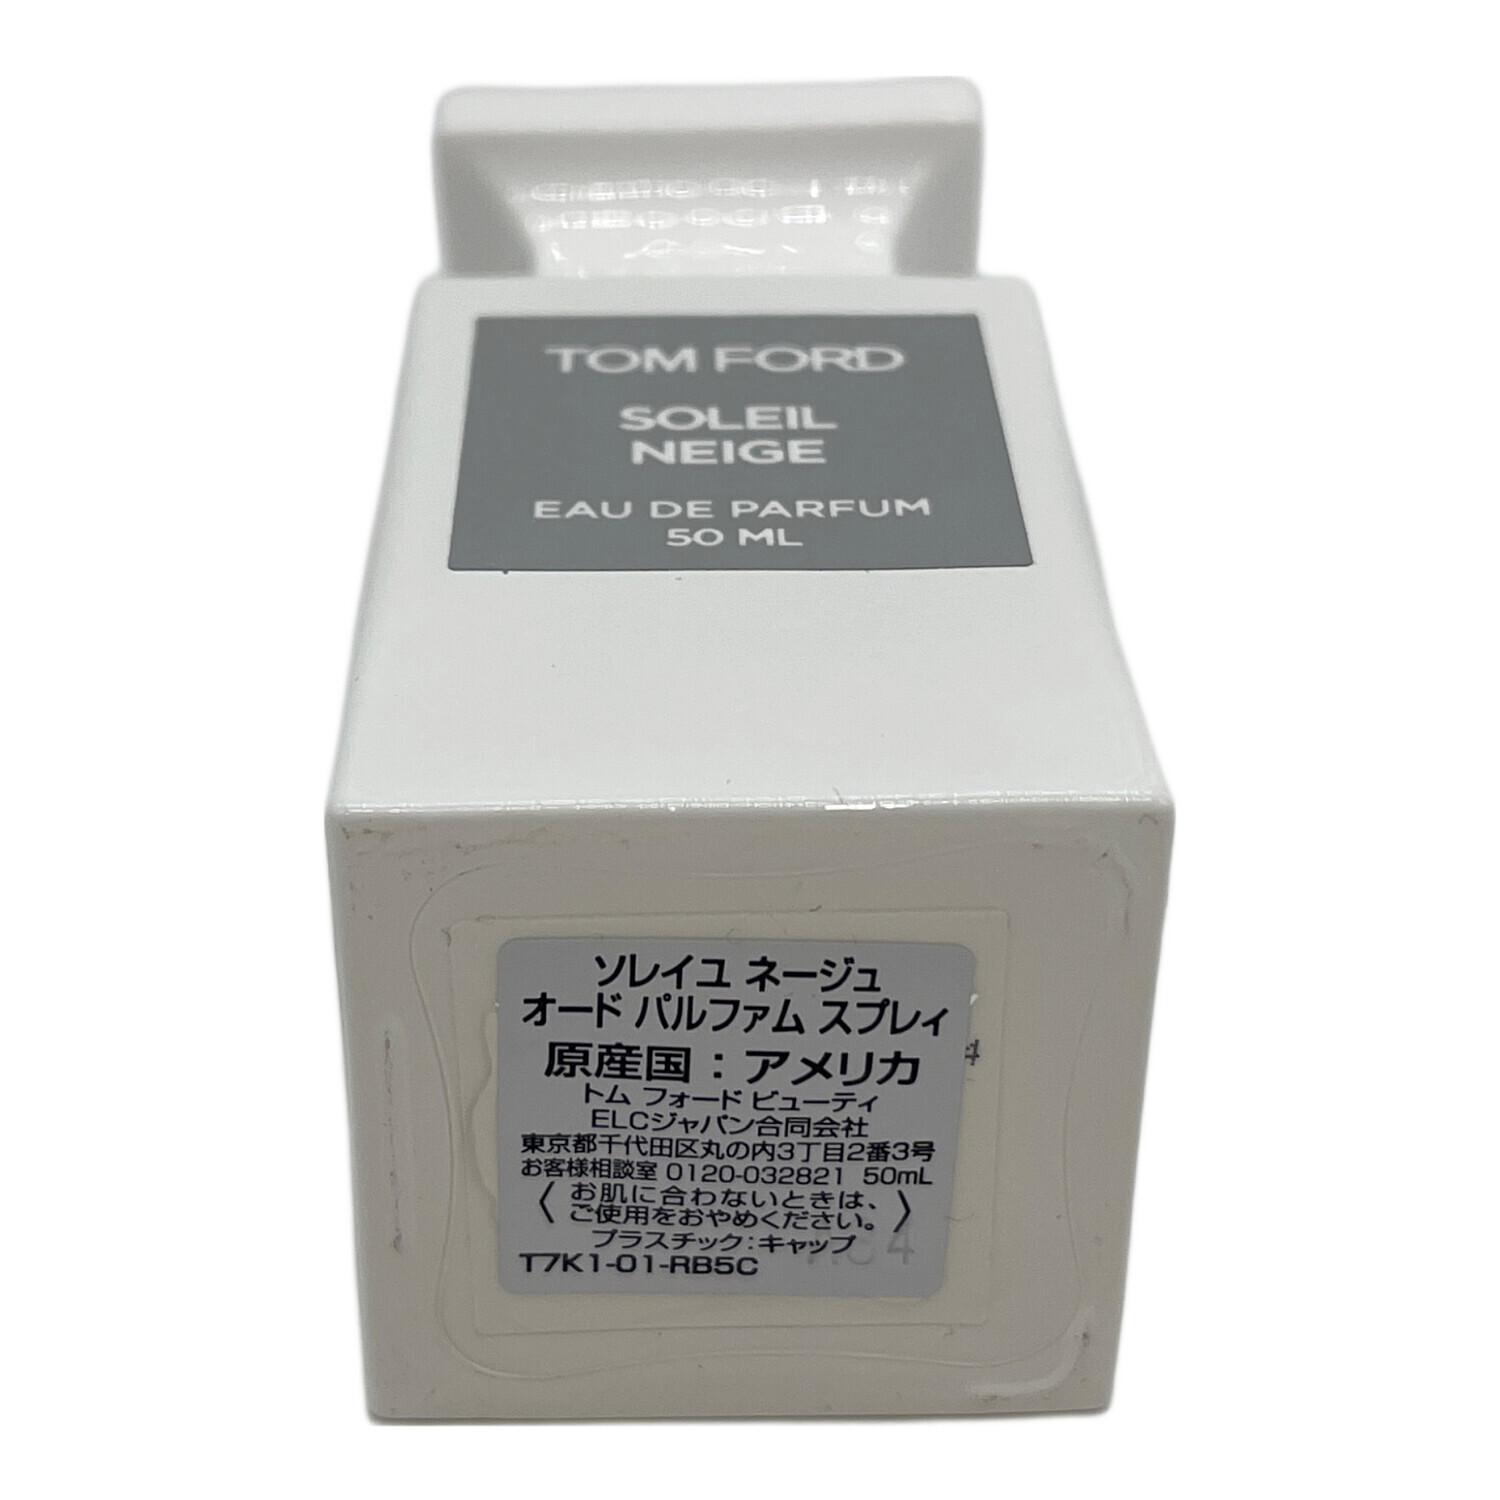 TOM FORD
SOLEIL
NEIGE
EAU DE PARFUM
50 ML
ソレイユ ネージュ
オード パルファム スプレィ
原産国：アメリカ
トム フォード ビューティ
ELCジャパン合同会社
東京都千代田区丸の内3丁目2番3号
お客様相談室 0120-032821 50mL
〈お肌に合わないときは、
ご使用をおやめください。〉
プラスチック：キャップ
T7K1-01-RB5C